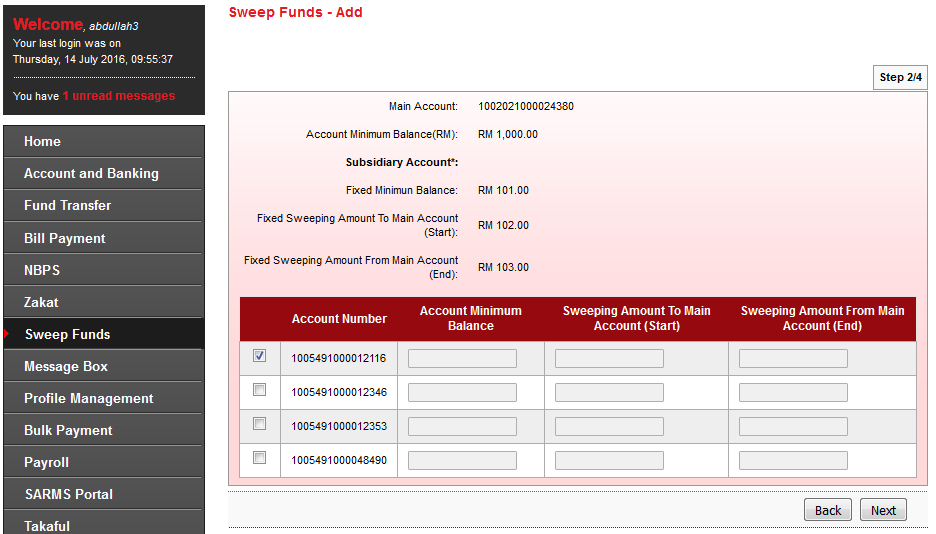 Welcome, abdullah3
Your last login was on
Thursday, 14 July 2016, 09:55:37
You have 1 unread messages
Home
Account and Banking
Fund Transfer
Bill Payment
NBPS
Zakat
Sweep Funds
Message Box
Profile Management
Bulk Payment
Payroll
SARMS Portal
Takaful
Sweep Funds - Add
Step 2/4
Main Account: 1002021000024380
Account Minimum Balance(RM): RM 1,000.00
Subsidiary Account*:
Fixed Minimun Balance: RM 101.00
Fixed Sweeping Amount To Main Account
(Start): RM 102.00
Fixed Sweeping Amount From Main Account
(End): RM 103.00
Account Number Account Minimum Balance Sweeping Amount To Main Account (Start) Sweeping Amount From Main Account (End)
1005491000012116
1005491000012346
1005491000012353
1005491000048490
Back Next